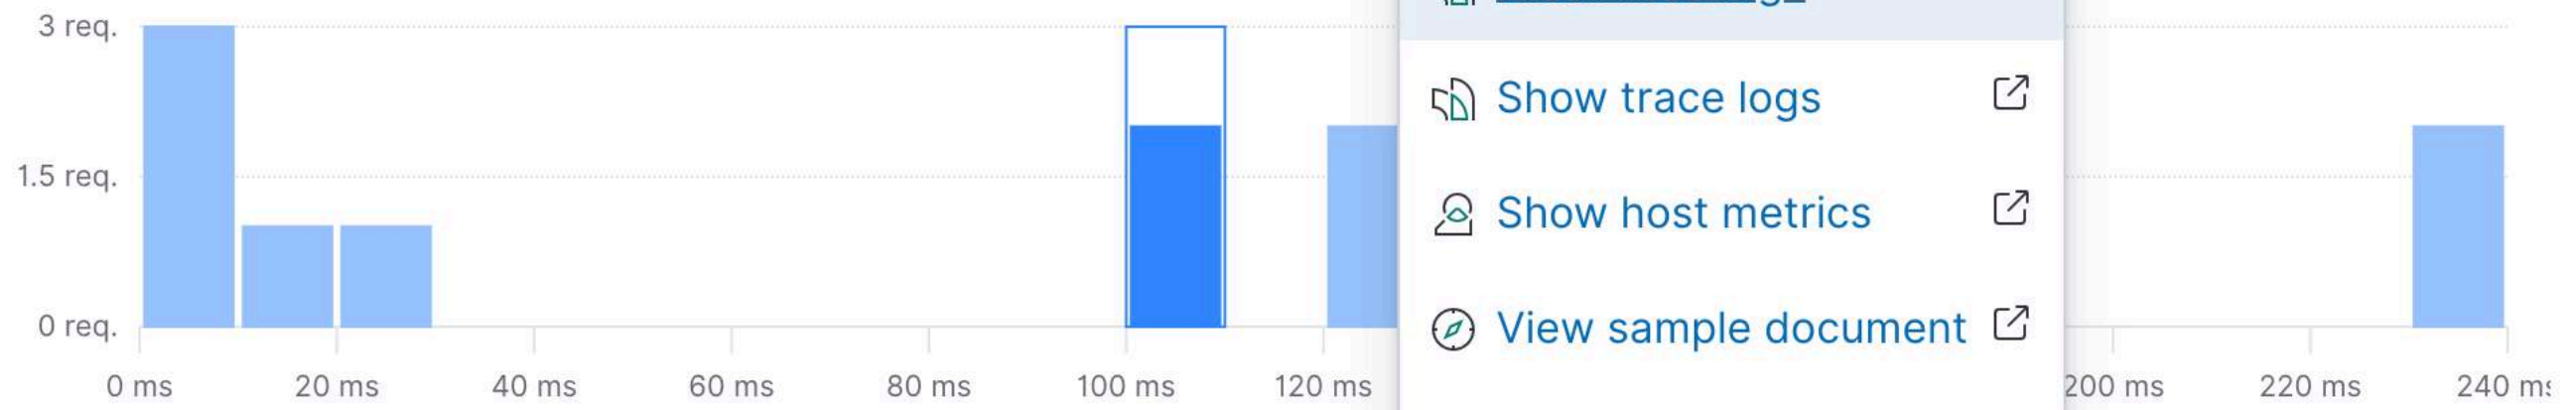 3 req.
1.5 req.
0 req.
0 ms
20 ms
40 ms
60 ms
80 ms
100 ms
120 ms
200 ms
220 ms
240 ms
Show trace logs
Show host metrics
View sample document